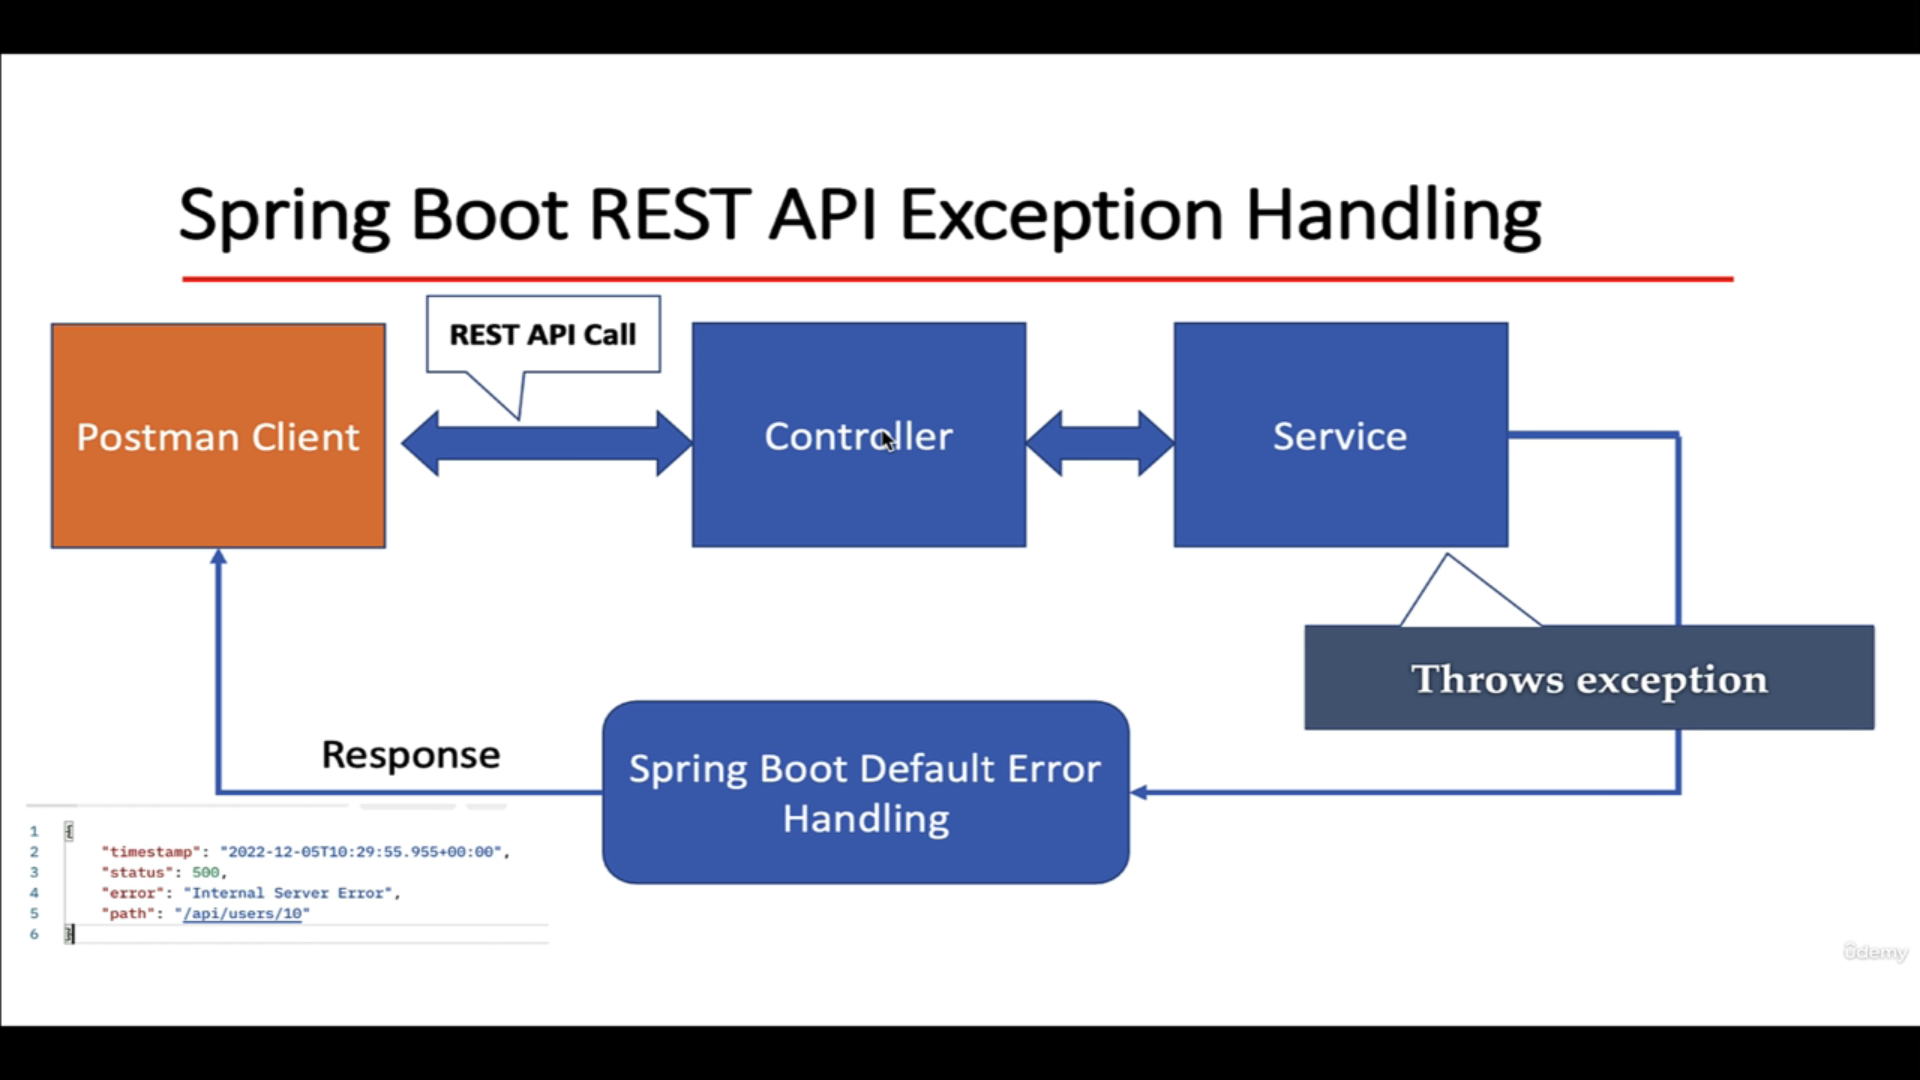 Spring Boot REST API Exception Handling
REST API Call
Postman Client
Controller
Service
Throws exception
Response
Spring Boot Default Error
Handling
1 {
2 "timestamp": "2022-12-05T10:29:55.955+00:00",
3 "status": 500,
4 "error": "Internal Server Error",
5 "path": "/api/users/10"
6 }
ûdemy